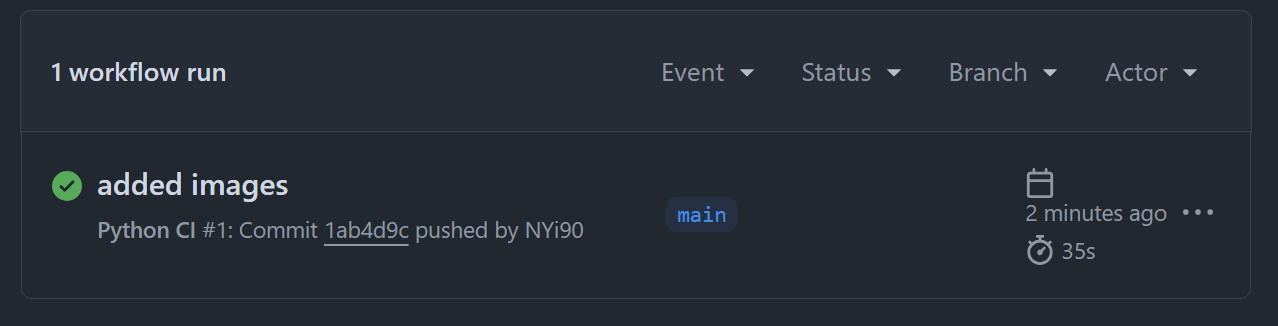 1 workflow run
Event Status Branch Actor
added images
Python CI #1: Commit 1ab4d9c pushed by NYi90
main
2 minutes ago
35s